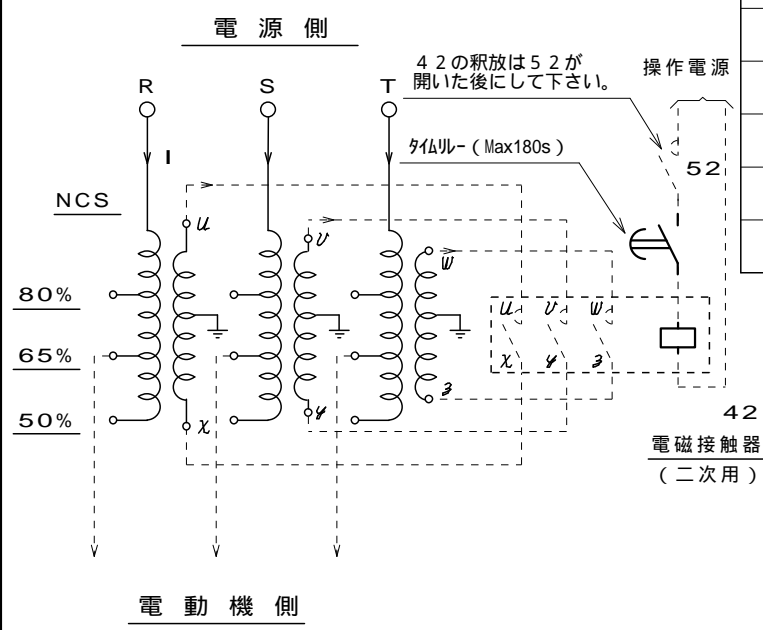 電源側
42の釈放は52が
開いた後にして下さい。
操作電源
R S T
I
タイムリレー（Max180s）
52
NCS
u v w
u v w
80%
65%
x y z
50%
x y z
42
電磁接触器
（二次用）
電動機側